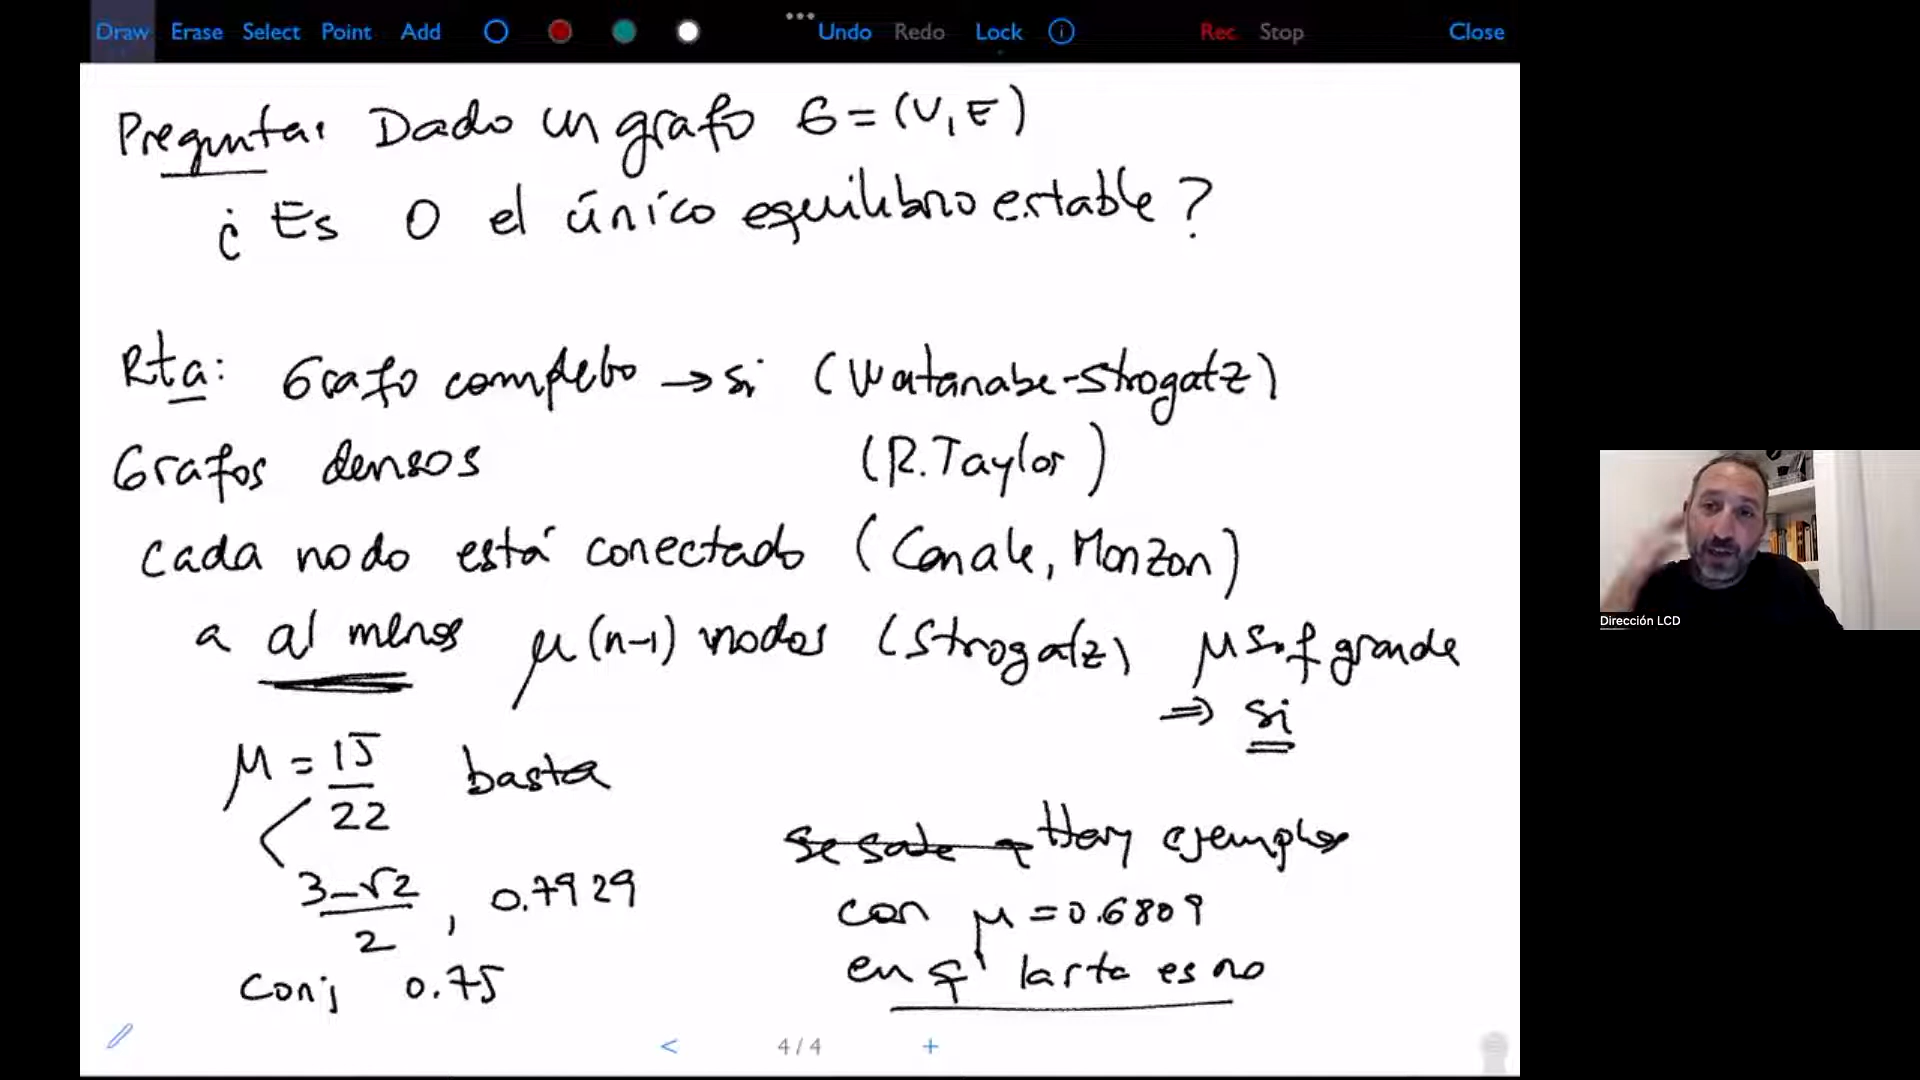 Draw Erase Select Point Add ... Undo Redo Lock Rec Stop Close
Pregunta: Dado un grafo G=(V,E)
¿Es 0 el único equilibrio estable?
Rta: Grafo completo → si (Watanabe-Strogatz)
Grafos densos (R.Taylor)
cada nodo está conectado (Canale, Monzon)
a al menos μ(n-1) nodos (Strogatz) μ suf grande
⇒ si
μ = 15/22 basta
se sabe q Hay ejemplos
3-√2/2, 0.7929
con μ = 0.6809
conj 0.75
en q' la rta es no
< 4/4 +
Dirección LCD